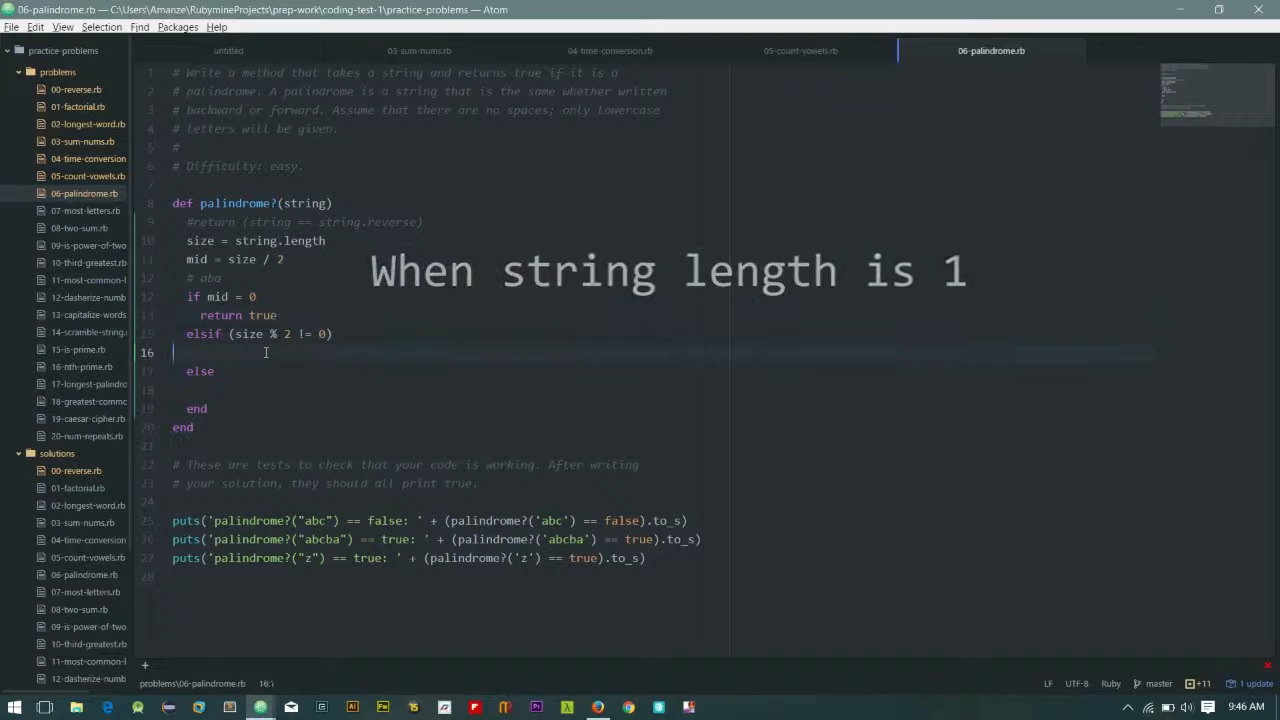 06-palindrome.rb — C:\Users\Amanze\RubymineProjects\prep-work\coding-test-1\practice-problems — Atom
File Edit View Selection Find Packages Help
practice-problems
untitled 03-sum-nums.rb 04-time-conversion.rb 05-count-vowels.rb 06-palindrome.rb
problems
00-reverse.rb
01-factorial.rb
02-longest-word.rb
03-sum-nums.rb
04-time-conversion
05-count-vowels.rb
06-palindrome.rb
07-most-letters.rb
08-two-sum.rb
09-is-power-of-two
10-third-greatest.rb
11-most-common-l
12-dasherize-numb
13-capitalize-words
14-scramble-string.
15-is-prime.rb
16-nth-prime.rb
17-longest-palindro
18-greatest-commo
19-caesar-cipher.rb
20-num-repeats.rb
solutions
00-reverse.rb
01-factorial.rb
02-longest-word.rb
03-sum-nums.rb
04-time-conversion
05-count-vowels.rb
06-palindrome.rb
07-most-letters.rb
08-two-sum.rb
09-is-power-of-two
10-third-greatest.rb
11-most-common-l
12-dasherize-numb
1 # Write a method that takes a string and returns true if it is a
2 # palindrome. A palindrome is a string that is the same whether written
3 # backward or forward. Assume that there are no spaces; only lowercase
4 # letters will be given.
5 #
6 # Difficulty: easy.
7
8 def palindrome?(string)
9 #return (string == string.reverse)
10 size = string.length
11 mid = size / 2
When string length is 1
12 # aba
if mid = 0
return true
15 elsif (size % 2 != 0)
16
17 else
18
19 end
20 end
21
22 # These are tests to check that your code is working. After writing
23 # your solution, they should all print true.
24
25 puts('palindrome?("abc") == false: ' + (palindrome?('abc') == false).to_s)
26 puts('palindrome?("abcba") == true: ' + (palindrome?('abcba') == true).to_s)
27 puts('palindrome?("z") == true: ' + (palindrome?('z') == true).to_s)
28
problems\06-palindrome.rb 16:1 LF UTF-8 Ruby master +11 1 update
9:46 AM